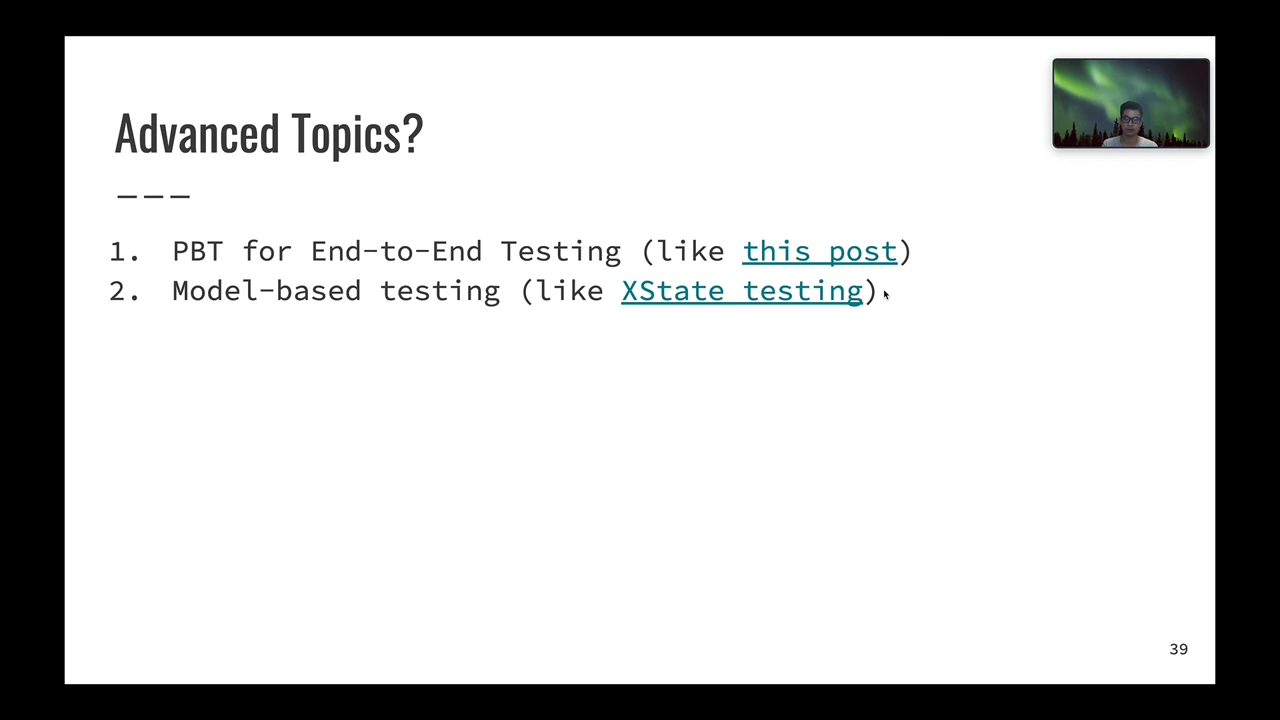 Advanced Topics?
———
1. PBT for End-to-End Testing (like this post)
2. Model-based testing (like XState testing)
39